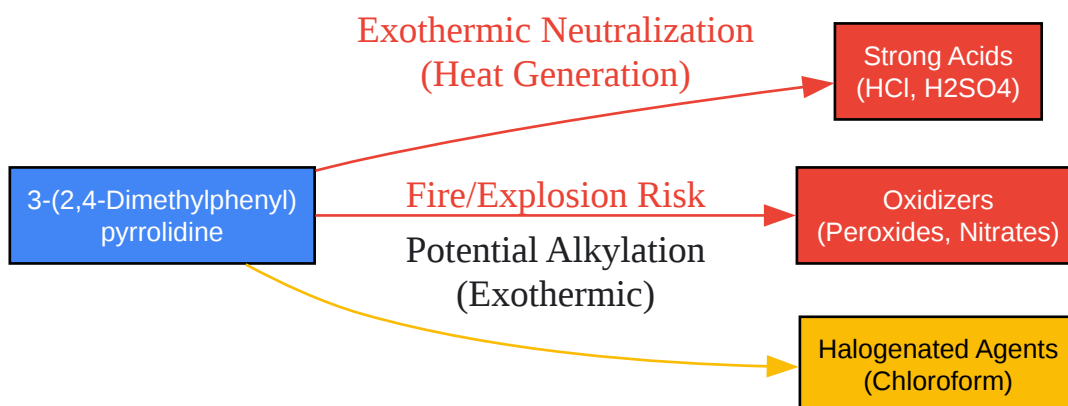 Exothermic Neutralization
(Heat Generation)
Strong Acids
(HCl, H2SO4)
3-(2,4-Dimethylphenyl)
pyrrolidine
Fire/Explosion Risk
Oxidizers
(Peroxides, Nitrates)
Potential Alkylation
(Exothermic)
Halogenated Agents
(Chloroform)